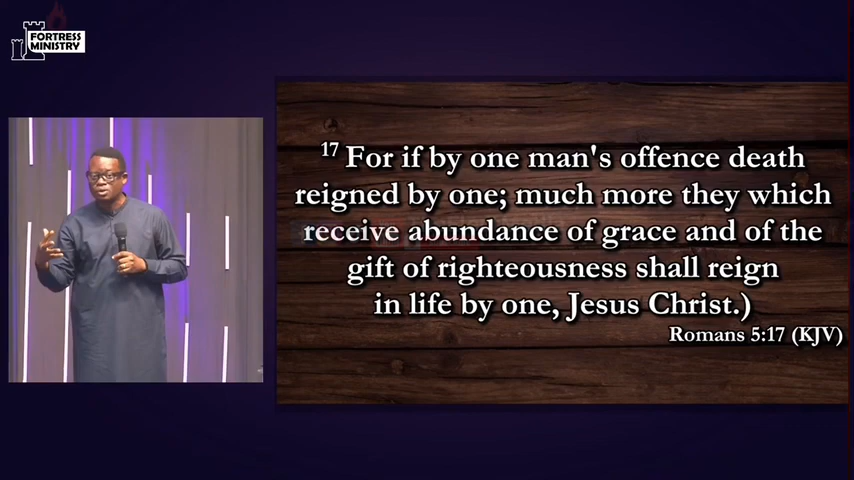 FORTRESS
MINISTRY
17 For if by one man's offence death
reigned by one; much more they which
receive abundance of grace and of the
gift of righteousness shall reign
in life by one, Jesus Christ.)
Romans 5:17 (KJV)